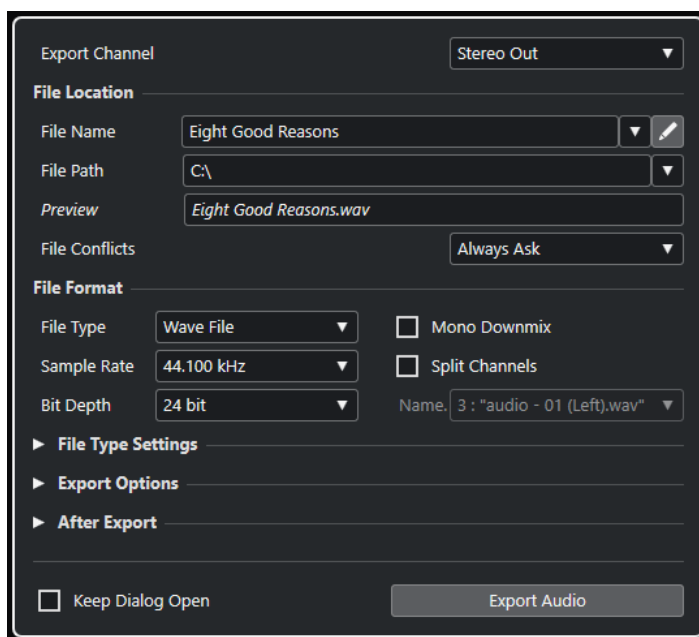 Export Channel Stereo Out
File Location
File Name Eight Good Reasons
File Path C:\
Preview Eight Good Reasons.wav
File Conflicts Always Ask
File Format
File Type Wave File Mono Downmix
Sample Rate 44.100 kHz Split Channels
Bit Depth 24 bit Name. 3 : "audio - 01 (Left).wav"
File Type Settings
Export Options
After Export
Keep Dialog Open Export Audio